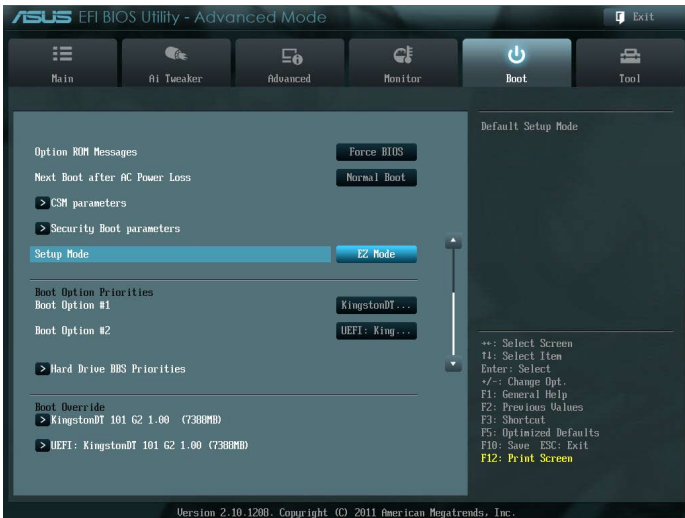 ASUS EFI BIOS Utility - Advanced Mode
Exit
Main
Ai Tweaker
Advanced
Monitor
Boot
Tool
Option ROM Messages
Force BIOS
Next Boot after AC Power Loss
Normal Boot
> CSM parameters
> Security Boot parameters
Setup Mode
EZ Mode
Boot Option Priorities
Boot Option #1
KingstonDT...
Boot Option #2
UEFI: King...
> Hard Drive BBS Priorities
Boot Override
> KingstonDT 101 G2 1.00 (7388MB)
> UEFI: KingstonDT 101 G2 1.00 (7388MB)
Default Setup Mode
→←: Select Screen
↑↓: Select Item
Enter: Select
+/-: Change Opt.
F1: General Help
F2: Previous Values
F3: Shortcut
F5: Optimized Defaults
F10: Save ESC: Exit
F12: Print Screen
Version 2.10.1208. Copyright (C) 2011 American Megatrends, Inc.